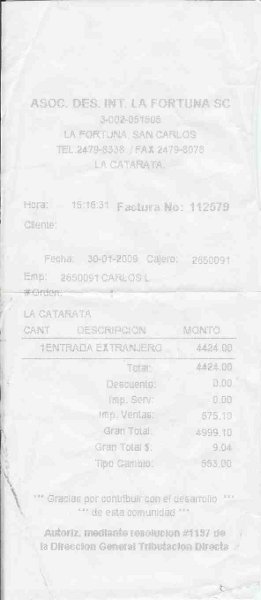 ASOC. DES. INT. LA FORTUNA SC
3-002-051505
LA FORTUNA, SAN CARLOS
TEL.2479-8338 / FAX 2479-8078
LA CATARATA.
Hora: 15:15:31 Factura No: 112579
Cliente:
Fecha: 30-01-2009 Cajero: 2650091
Emp: 2650091 CARLOS L
# Orden: 1
LA CATARATA
CANT DESCRIPCION MONTO
1 ENTRADA EXTRANJERO 4424.00
Total: 4424.00
Descuento: 0.00
Imp. Serv: 0.00
Imp. Ventas: 575.10
Gran Total: 4999.10
Gran Total $: 9.04
Tipo Cambio: 553.00
*** Gracias por contribuir con el desarrollo ***
*** de esta comunidad ***
Autoriz. mediante resolucion #1197 de
la Direccion General Tributacion Directa